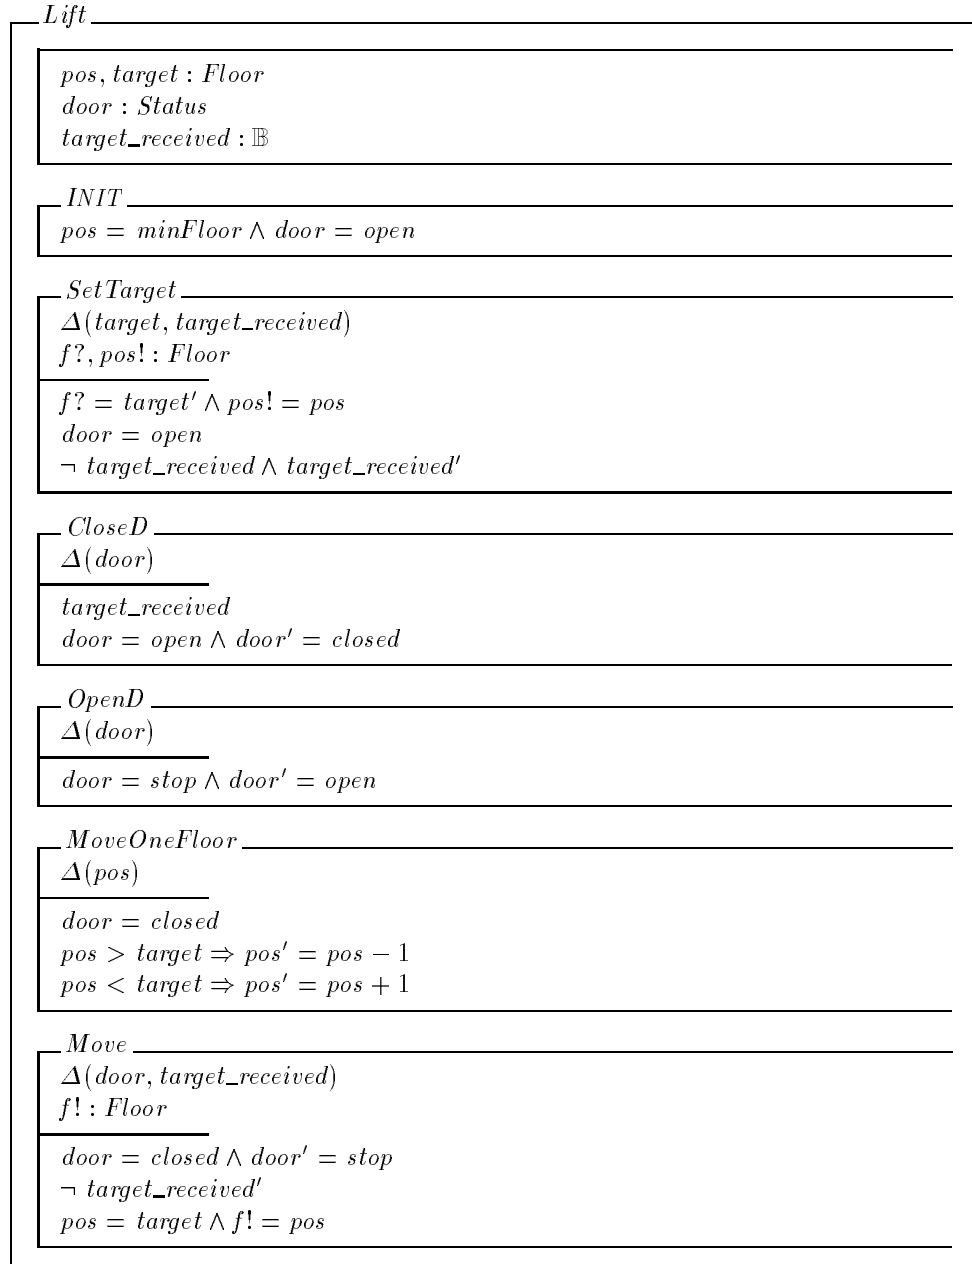 Lift
pos, target : Floor
door : Status
target_received : 𝔹
INIT
pos = minFloor ∧ door = open
SetTarget
Δ(target, target_received)
f?, pos! : Floor
f? = target′ ∧ pos! = pos
door = open
¬ target_received ∧ target_received′
CloseD
Δ(door)
target_received
door = open ∧ door′ = closed
OpenD
Δ(door)
door = stop ∧ door′ = open
MoveOneFloor
Δ(pos)
door = closed
pos > target ⇒ pos′ = pos − 1
pos < target ⇒ pos′ = pos + 1
Move
Δ(door, target_received)
f! : Floor
door = closed ∧ door′ = stop
¬ target_received′
pos = target ∧ f! = pos